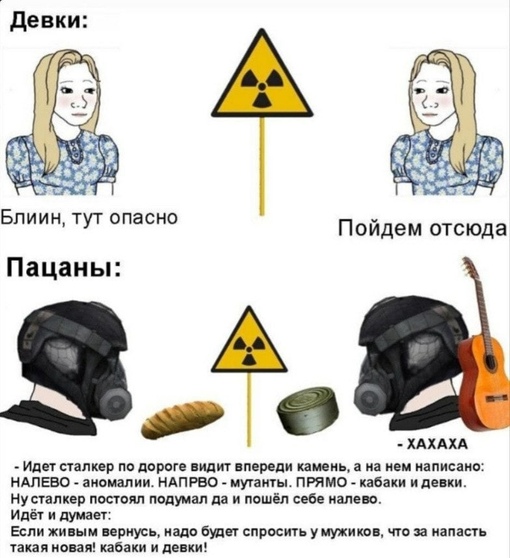 Девки:
Блиин, тут опасно
Пойдем отсюда
Пацаны:
- ХАХАХА
- Идет сталкер по дороге видит впереди камень, а на нем написано:
НАЛЕВО - аномалии. НАПРВО - мутанты. ПРЯМО - кабаки и девки.
Ну сталкер постоял подумал да и пошёл себе налево.
Идёт и думает:
Если живым вернусь, надо будет спросить у мужиков, что за напасть
такая новая! кабаки и девки!